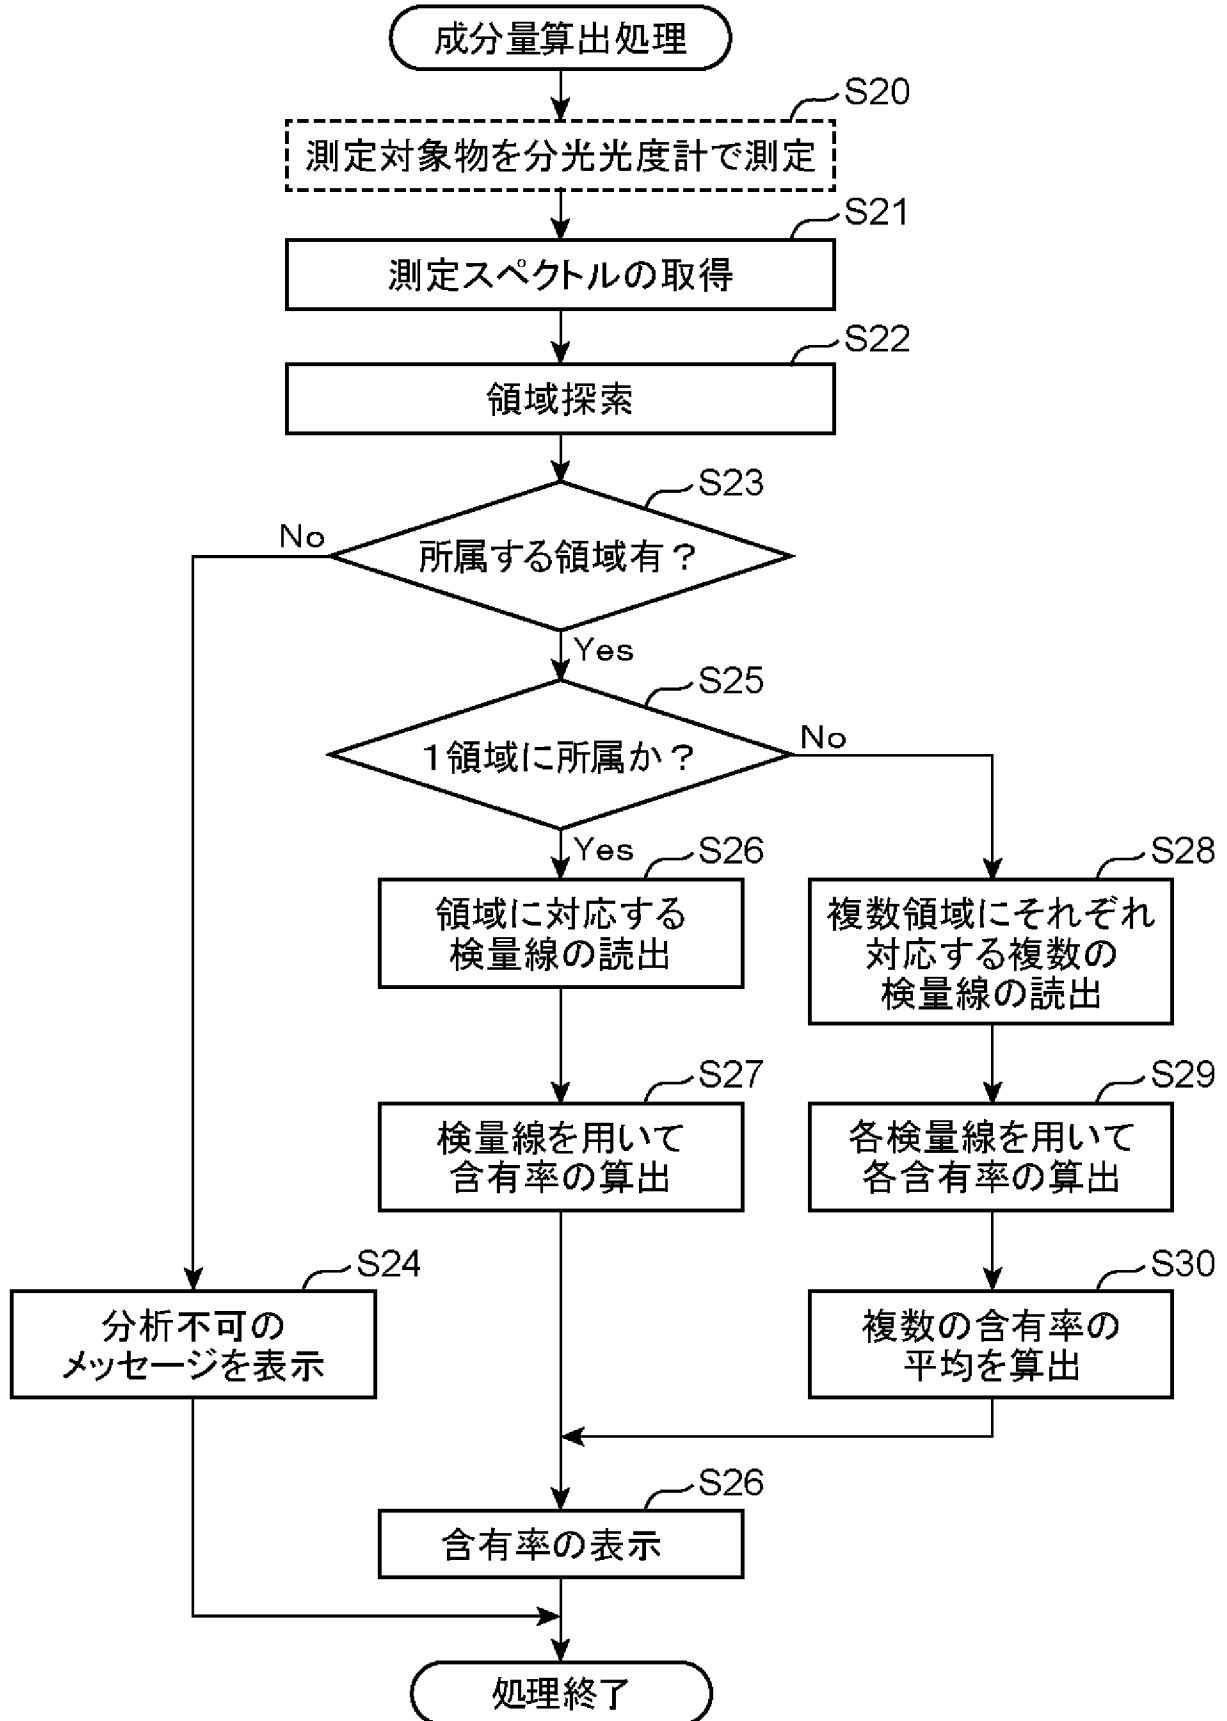 成分量算出処理
S20
測定対象物を分光光度計で測定
S21
測定スペクトルの取得
S22
領域探索
S23
No
所属する領域有？
Yes
S25
１領域に所属か？
No
Yes
S26
領域に対応する
検量線の読出
S28
複数領域にそれぞれ
対応する複数の
検量線の読出
S27
検量線を用いて
含有率の算出
S29
各検量線を用いて
各含有率の算出
S24
分析不可の
メッセージを表示
S30
複数の含有率の
平均を算出
S26
含有率の表示
処理終了